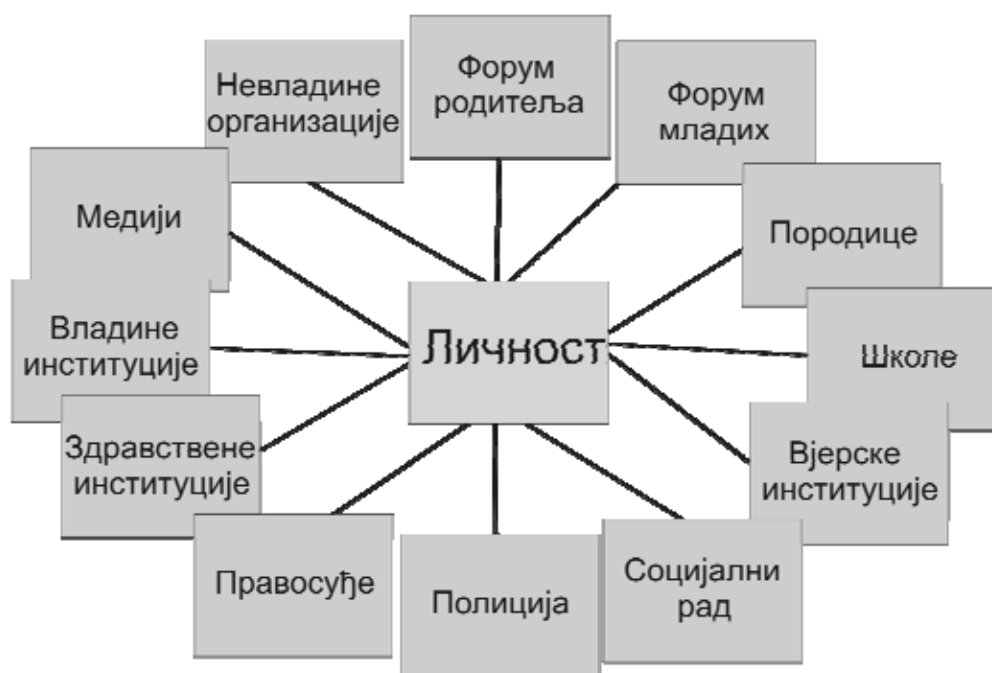 Форум
родитеља
Форум
младих
Породице
Школе
Вјерске
институције
Социјални
рад
Полиција
Правосуђе
Здравствене
институције
Владине
институције
Медији
Невладине
организације
Личност